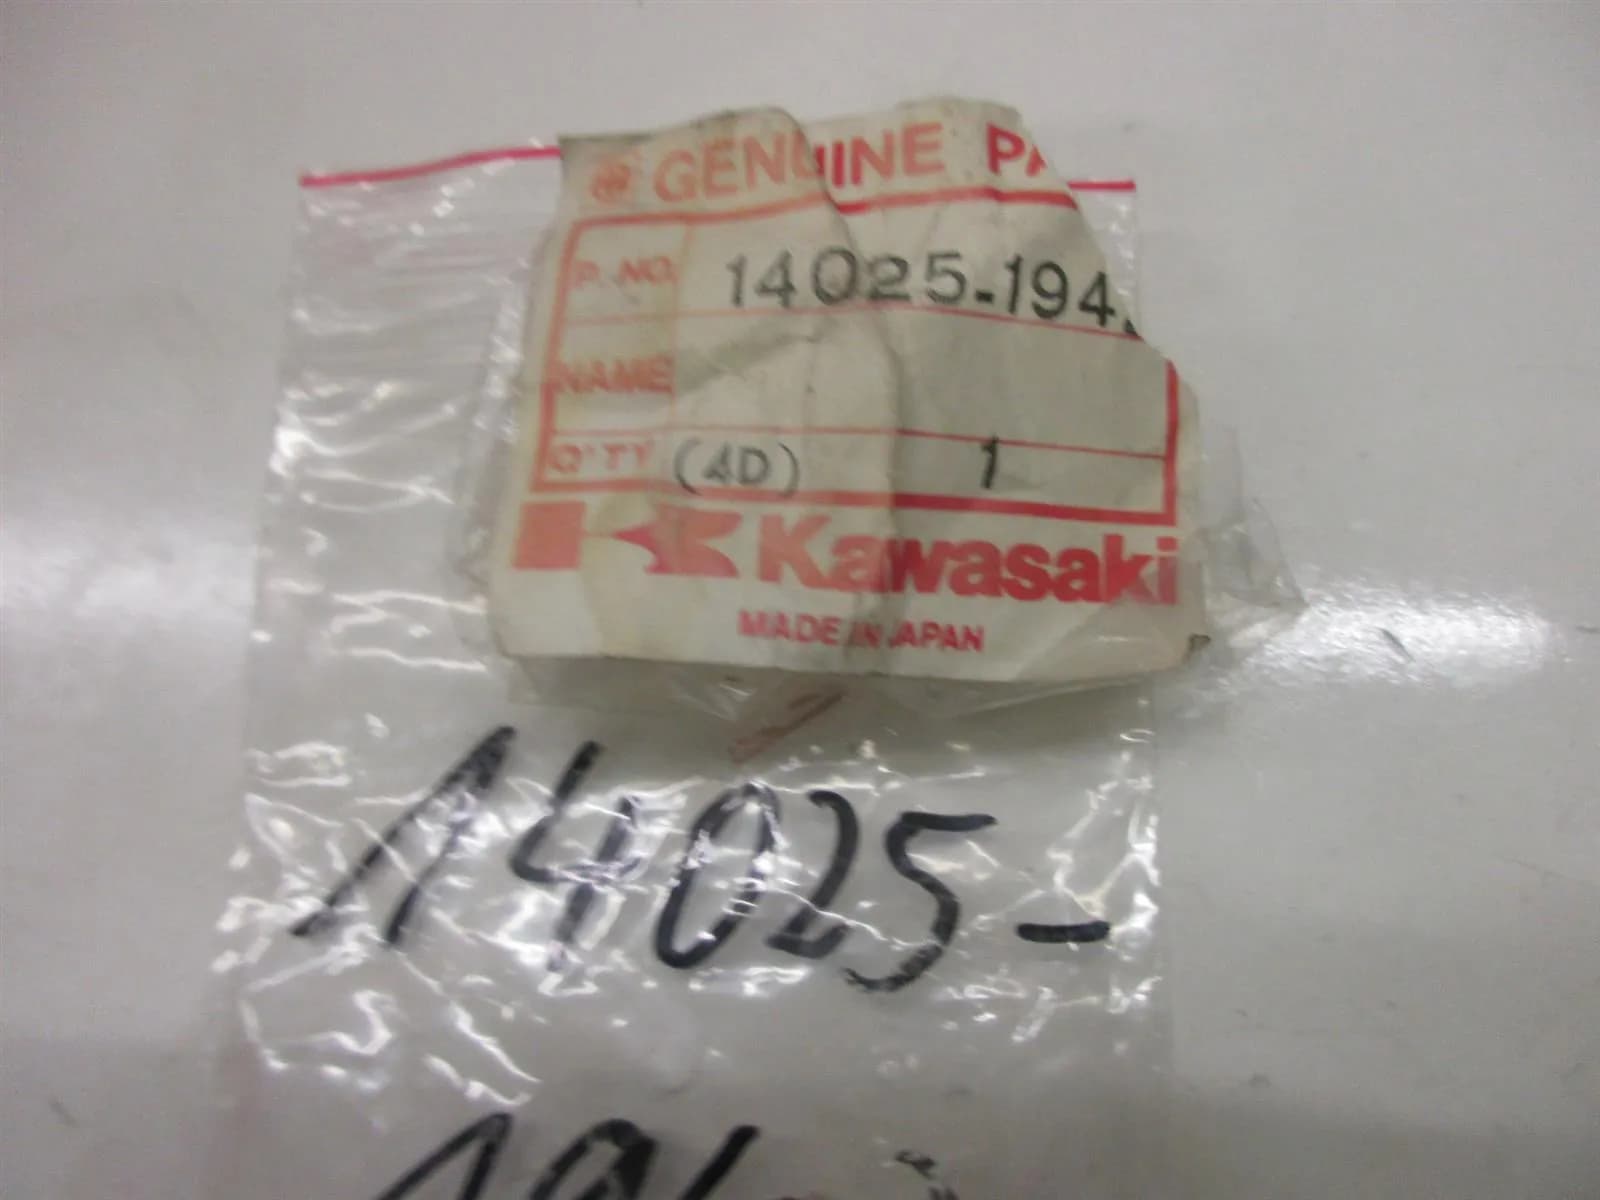 GENUINE PA
P. NO. 14025-194
NAME
Q'TY (4D) 1
Kawasaki
MADE IN JAPAN
14025-